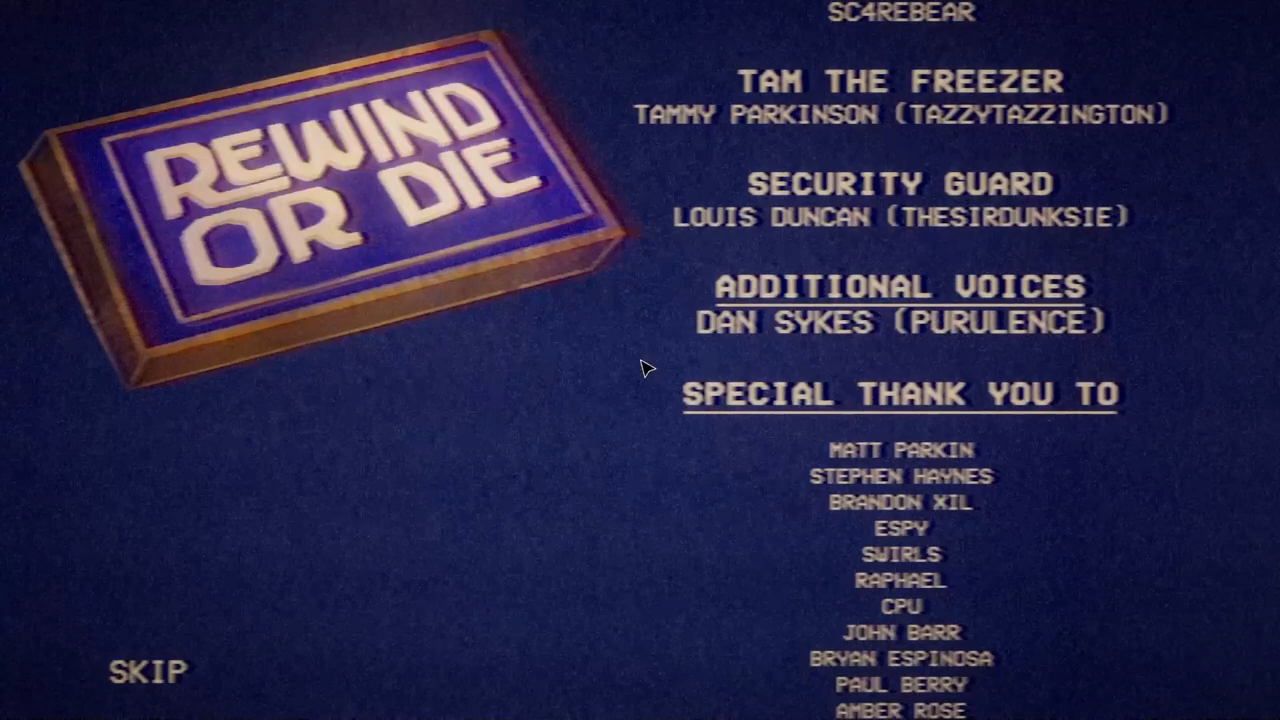 REWIND
OR DIE
SC4REBEAR
TAM THE FREEZER
TAMMY PARKINSON (TAZZYTAZZINGTON)
SECURITY GUARD
LOUIS DUNCAN (THESIRDUNKSIE)
ADDITIONAL VOICES
DAN SYKES (PURULENCE)
SPECIAL THANK YOU TO
MATT PARKIN
STEPHEN HAYNES
BRANDON XIL
ESPY
SWIRLS
RAPHAEL
CPU
JOHN BARR
BRYAN ESPINOSA
PAUL BERRY
AMBER ROSE
SKIP